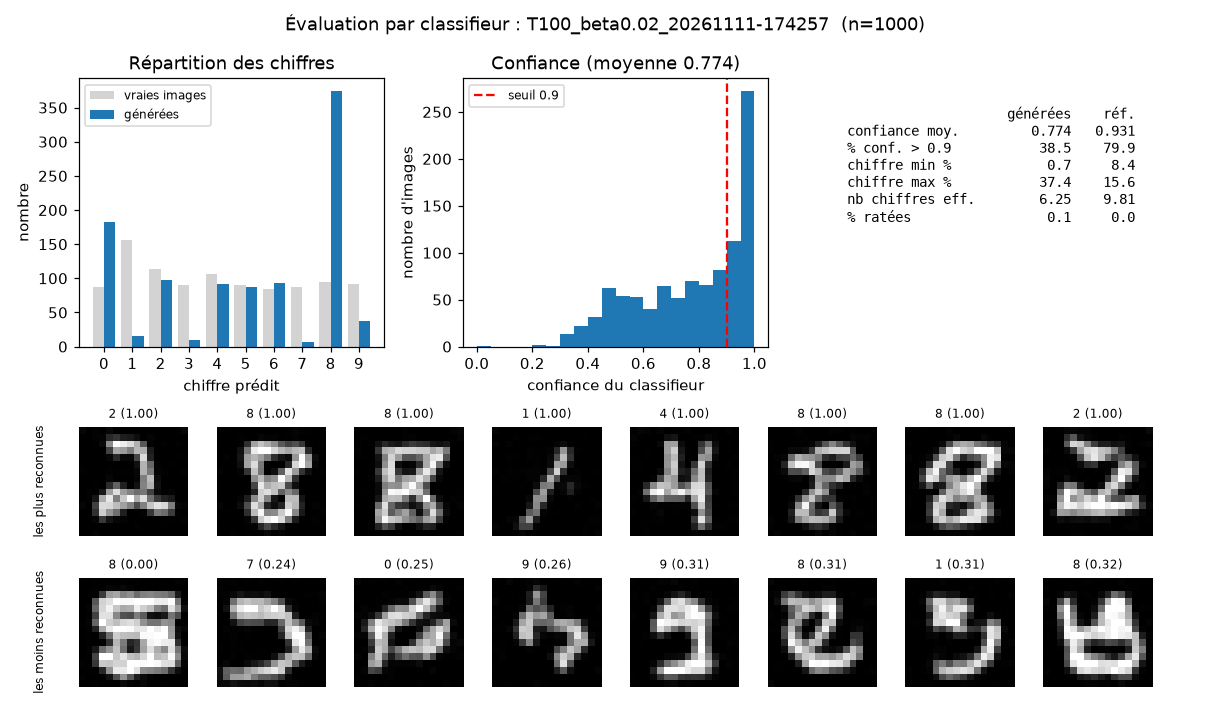 Évaluation par classifieur : T100_beta0.02_20261111-174257 (n=1000)
Répartition des chiffres
vraies images
générées
nombre
350
300
250
200
150
100
50
0
0 1 2 3 4 5 6 7 8 9
chiffre prédit
Confiance (moyenne 0.774)
seuil 0.9
nombre d'images
250
200
150
100
50
0
0.0 0.2 0.4 0.6 0.8 1.0
confiance du classifieur
générées réf.
confiance moy. 0.774 0.931
% conf. > 0.9 38.5 79.9
chiffre min % 0.7 8.4
chiffre max % 37.4 15.6
nb chiffres eff. 6.25 9.81
% ratées 0.1 0.0
les plus reconnues
2 (1.00) 8 (1.00) 8 (1.00) 1 (1.00) 4 (1.00) 8 (1.00) 8 (1.00) 2 (1.00)
les moins reconnues
8 (0.00) 7 (0.24) 0 (0.25) 9 (0.26) 9 (0.31) 8 (0.31) 1 (0.31) 8 (0.32)